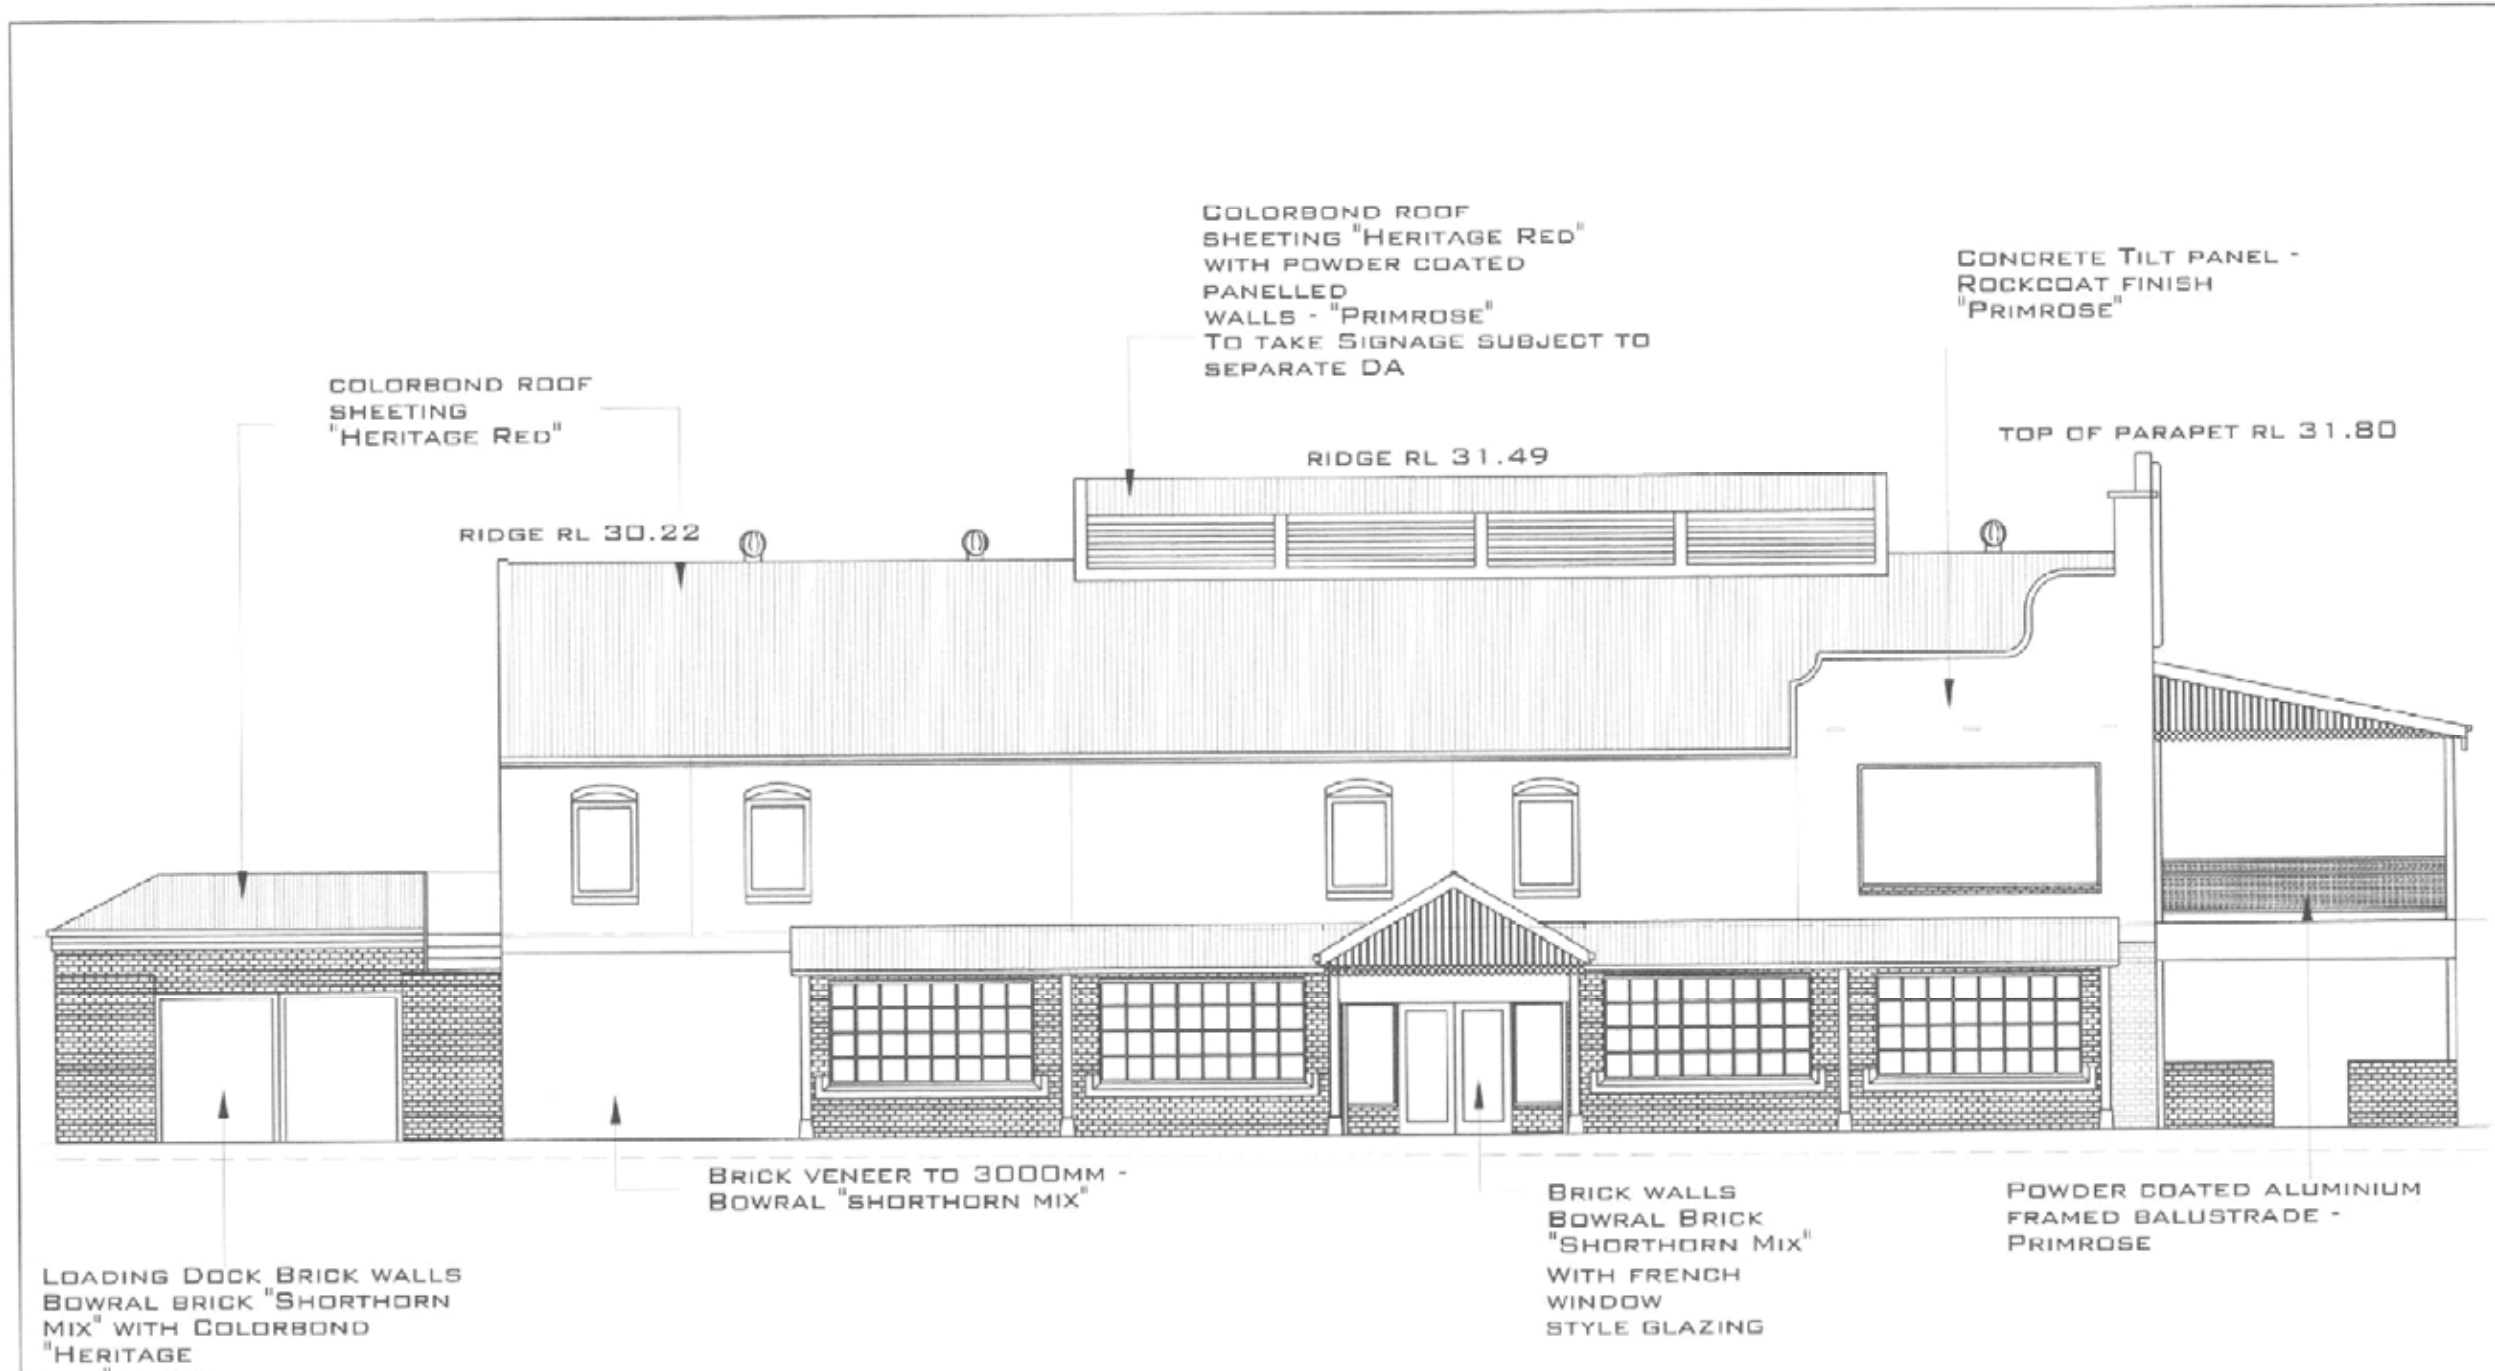 COLORBOND ROOF
SHEETING "HERITAGE RED"
WITH POWDER COATED
PANELLED
WALLS - "PRIMROSE"
TO TAKE SIGNAGE SUBJECT TO
SEPARATE DA
CONCRETE TILT PANEL -
ROCKCOAT FINISH
"PRIMROSE"
COLORBOND ROOF
SHEETING
"HERITAGE RED"
TOP OF PARAPET RL 31.80
RIDGE RL 31.49
RIDGE RL 30.22
BRICK VENEER TO 3000MM -
BOWRAL "SHORTHORN MIX"
BRICK WALLS
BOWRAL BRICK
"SHORTHORN MIX"
WITH FRENCH
WINDOW
STYLE GLAZING
POWDER COATED ALUMINIUM
FRAMED BALUSTRADE -
PRIMROSE
LOADING DOCK BRICK WALLS
BOWRAL BRICK "SHORTHORN
MIX" WITH COLORBOND
"HERITAGE